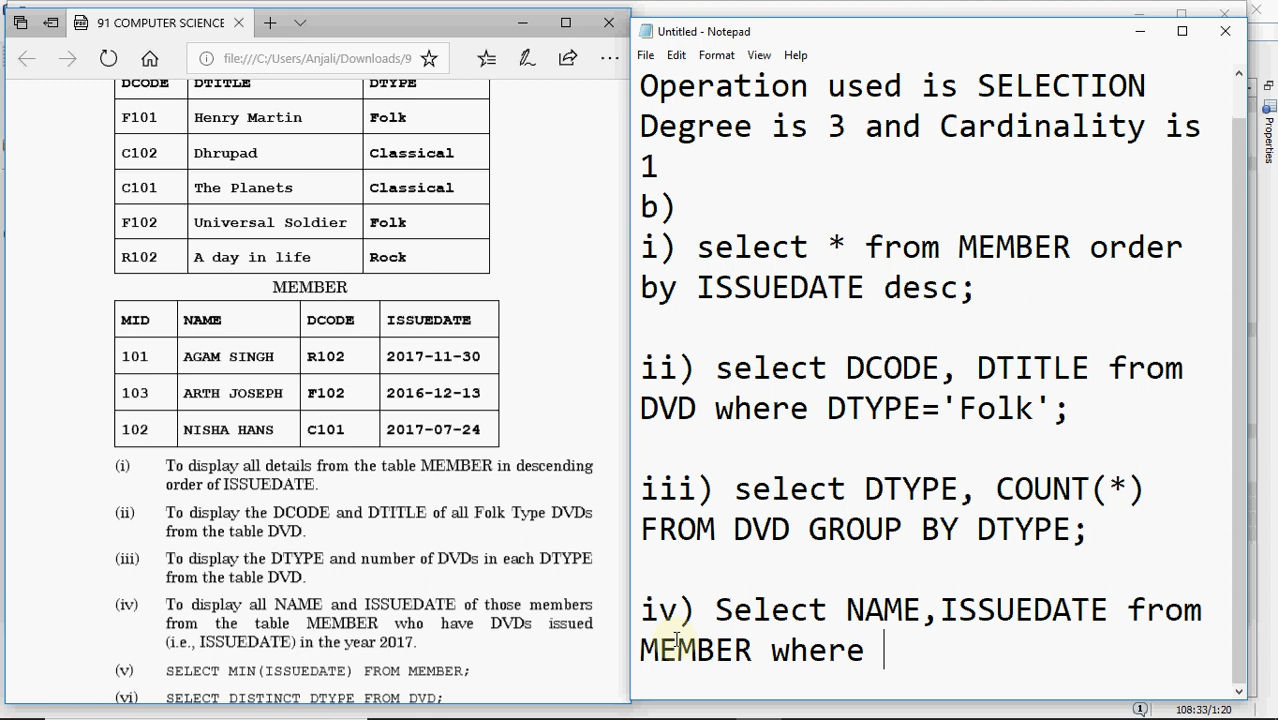 91 COMPUTER SCIENCE
file:///C:/Users/Anjali/Downloads/9
DCODE DTITLE DTYPE
F101 Henry Martin Folk
C102 Dhrupad Classical
C101 The Planets Classical
F102 Universal Soldier Folk
R102 A day in life Rock
MEMBER
MID NAME DCODE ISSUEDATE
101 AGAM SINGH R102 2017-11-30
103 ARTH JOSEPH F102 2016-12-13
102 NISHA HANS C101 2017-07-24
(i) To display all details from the table MEMBER in descending
order of ISSUEDATE.
(ii) To display the DCODE and DTITLE of all Folk Type DVDs
from the table DVD.
(iii) To display the DTYPE and number of DVDs in each DTYPE
from the table DVD.
(iv) To display all NAME and ISSUEDATE of those members
from the table MEMBER who have DVDs issued
(i.e., ISSUEDATE) in the year 2017.
(v) SELECT MIN(ISSUEDATE) FROM MEMBER;
(vi) SELECT DISTINCT DTYPE FROM DVD;
Untitled - Notepad
File Edit Format View Help
Operation used is SELECTION
Degree is 3 and Cardinality is
1
b)
i) select * from MEMBER order
by ISSUEDATE desc;
ii) select DCODE, DTITLE from
DVD where DTYPE='Folk';
iii) select DTYPE, COUNT(*)
FROM DVD GROUP BY DTYPE;
iv) Select NAME,ISSUEDATE from
MEMBER where
Properties
1 108:33/1:20